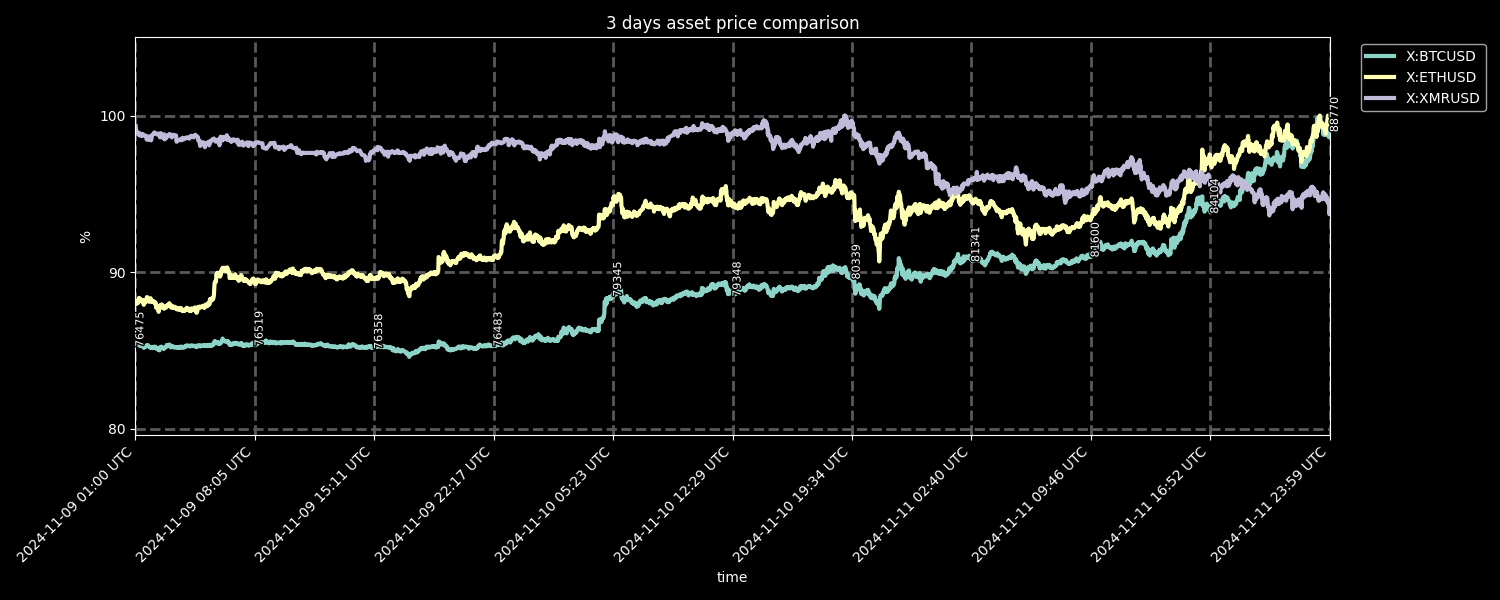 3 days asset price comparison
X:BTCUSD
X:ETHUSD
X:XMRUSD
100
90
80
%
76475
76519
76358
76483
79345
79348
80339
81341
81600
84104
88770
2024-11-09 01:00 UTC
2024-11-09 08:05 UTC
2024-11-09 15:11 UTC
2024-11-09 22:17 UTC
2024-11-10 05:23 UTC
2024-11-10 12:29 UTC
2024-11-10 19:34 UTC
2024-11-11 02:40 UTC
2024-11-11 09:46 UTC
2024-11-11 16:52 UTC
2024-11-11 23:59 UTC
time